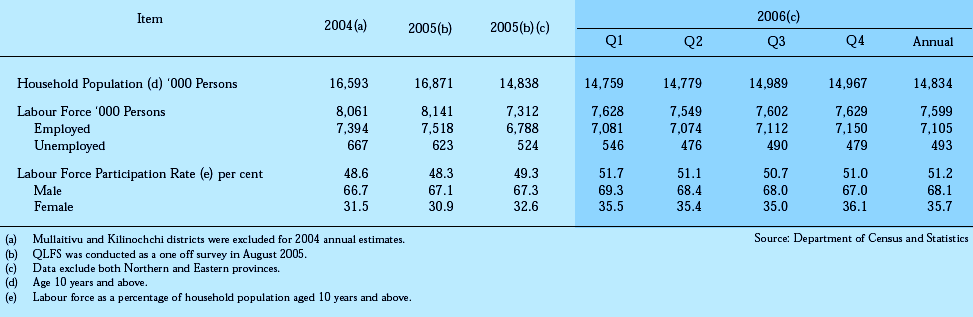 Item 2004(a) 2005(b) 2005(b)(c) 2006(c)
Q1 Q2 Q3 Q4 Annual
Household Population (d) '000 Persons 16,593 16,871 14,838 14,759 14,779 14,989 14,967 14,834
Labour Force '000 Persons 8,061 8,141 7,312 7,628 7,549 7,602 7,629 7,599
Employed 7,394 7,518 6,788 7,081 7,074 7,112 7,150 7,105
Unemployed 667 623 524 546 476 490 479 493
Labour Force Participation Rate (e) per cent 48.6 48.3 49.3 51.7 51.1 50.7 51.0 51.2
Male 66.7 67.1 67.3 69.3 68.4 68.0 67.0 68.1
Female 31.5 30.9 32.6 35.5 35.4 35.0 36.1 35.7
(a) Mullaitivu and Kilinochchi districts were excluded for 2004 annual estimates. Source: Department of Census and Statistics
(b) QLFS was conducted as a one off survey in August 2005.
(c) Data exclude both Northern and Eastern provinces.
(d) Age 10 years and above.
(e) Labour force as a percentage of household population aged 10 years and above.